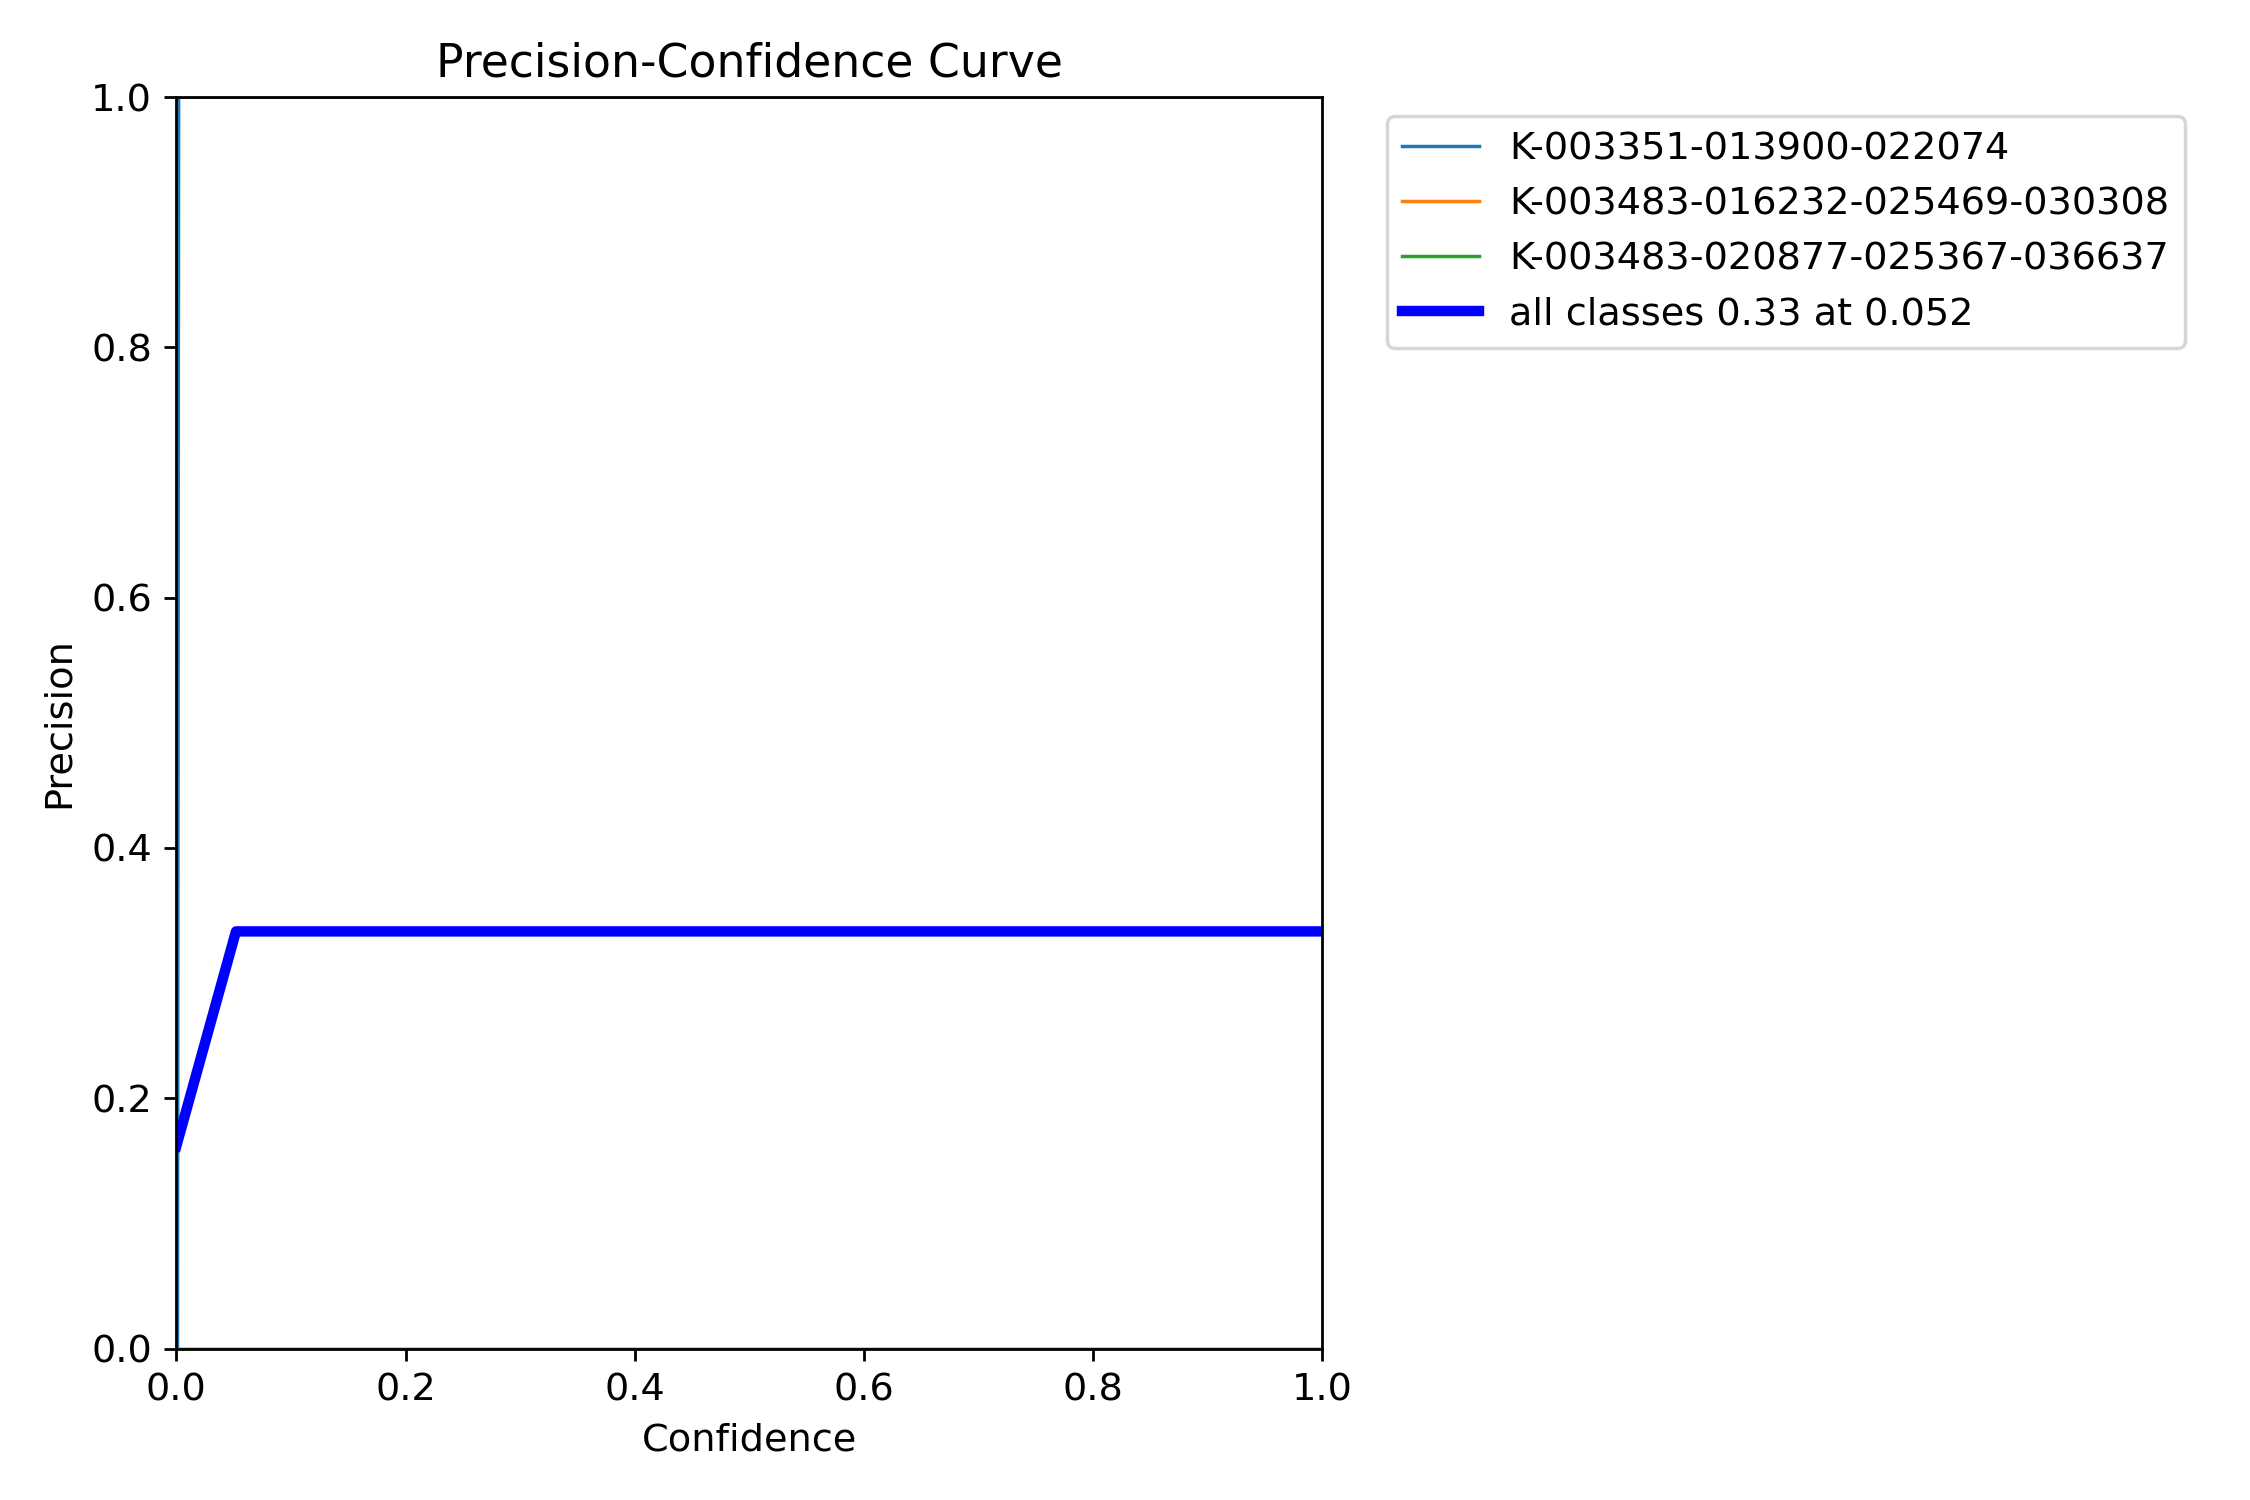 Precision-Confidence Curve
1.0
0.8
0.6
0.4
0.2
0.0
Precision
0.0 0.2 0.4 0.6 0.8 1.0
Confidence
K-003351-013900-022074
K-003483-016232-025469-030308
K-003483-020877-025367-036637
all classes 0.33 at 0.052